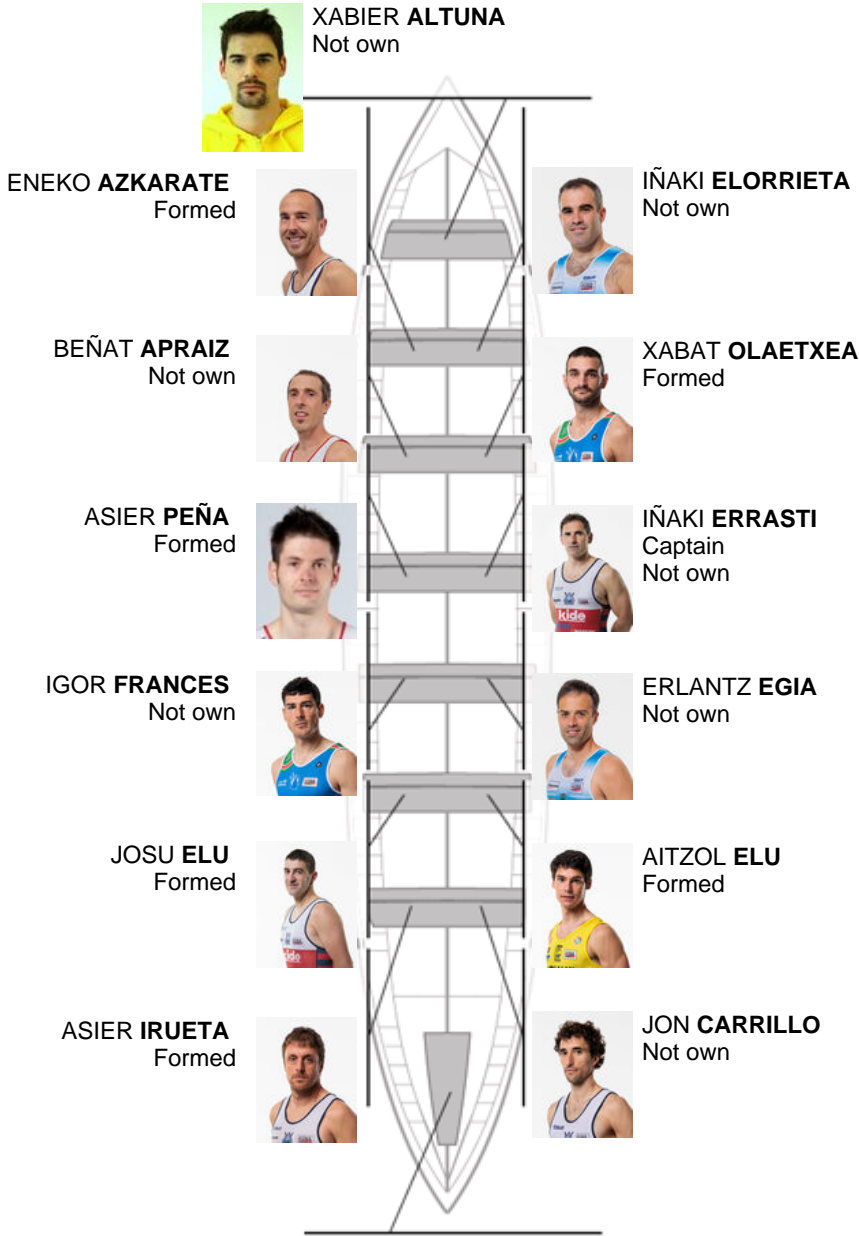 XABIER ALTUNA
Not own
ENEKO AZKARATE
Formed
IÑAKI ELORRIETA
Not own
BEÑAT APRAIZ
Not own
XABAT OLAETXEA
Formed
ASIER PEÑA
Formed
IÑAKI ERRASTI
Captain
Not own
kide
IGOR FRANCES
Not own
ERLANTZ EGIA
Not own
JOSU ELU
Formed
kide
AITZOL ELU
Formed
ASIER IRUETA
Formed
JON CARRILLO
Not own